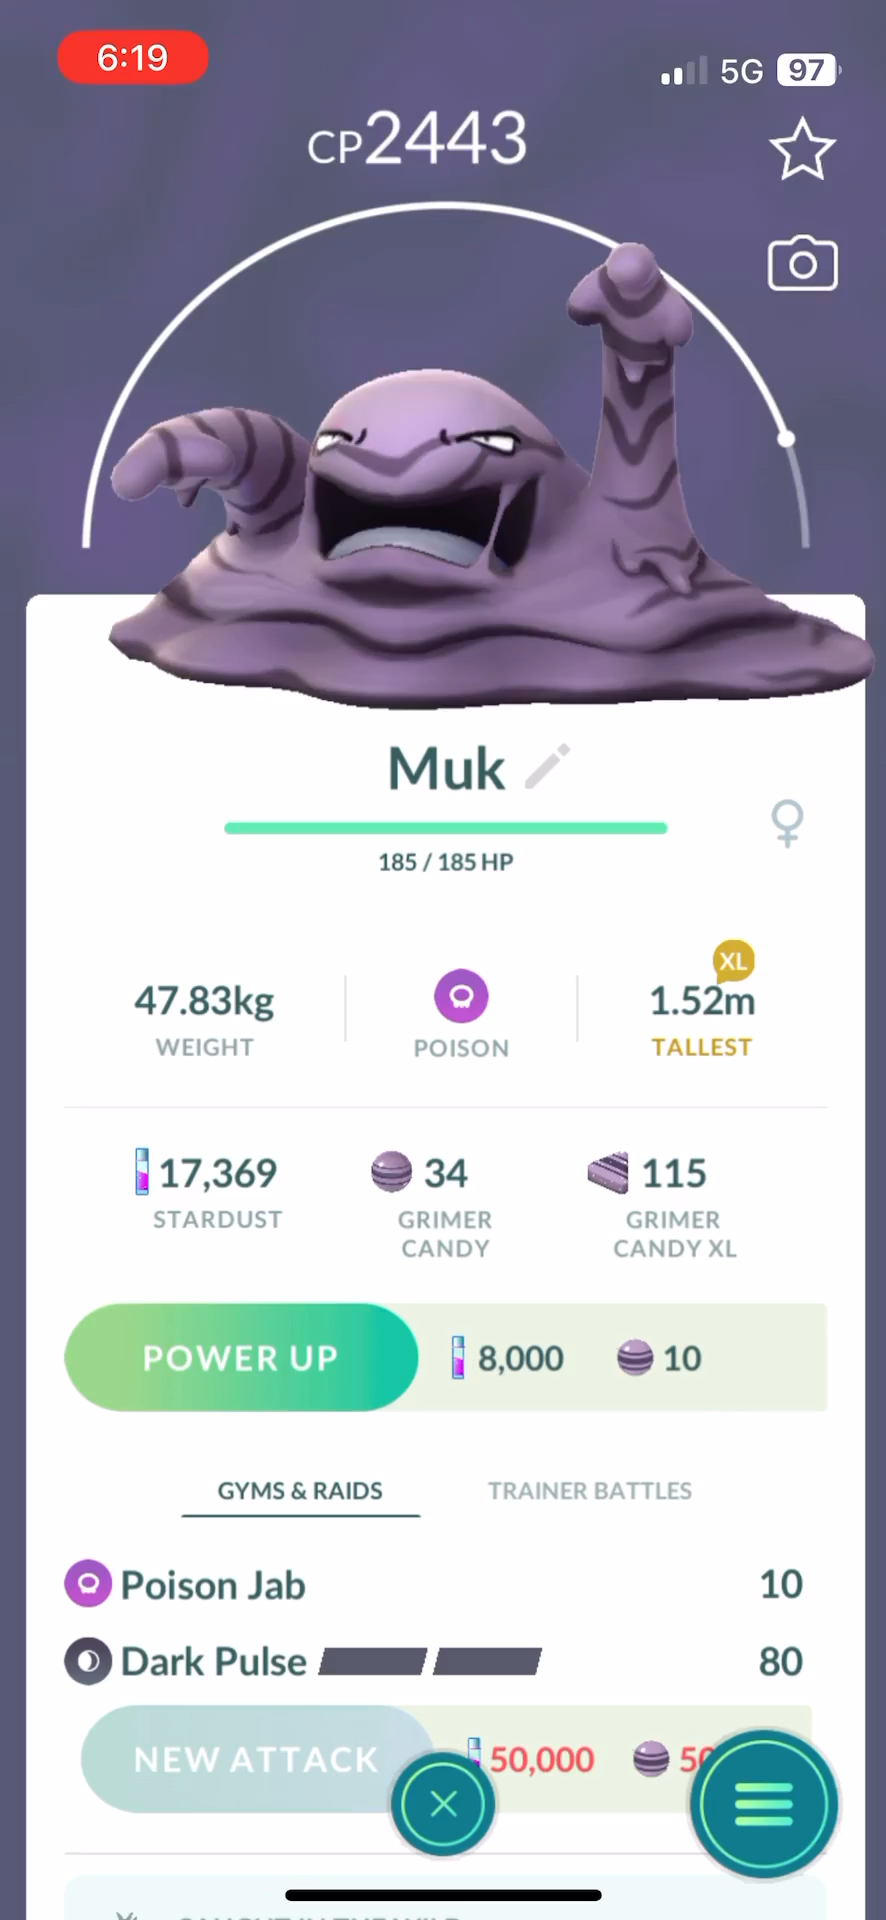 6:19
5G 97
CP2443
Muk
185 / 185 HP
XL
47.83kg
1.52m
WEIGHT
POISON
TALLEST
17,369
34
115
STARDUST
GRIMER
CANDY
GRIMER
CANDY XL
POWER UP
8,000
10
GYMS & RAIDS
TRAINER BATTLES
Poison Jab
10
Dark Pulse
80
NEW ATTACK
50,000